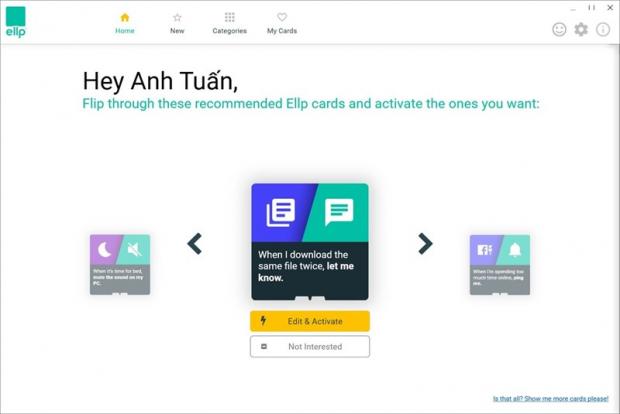 ellp
Home
New
Categories
My Cards
Hey Anh Tuấn,
Flip through these recommended Ellp cards and activate the ones you want:
When it's time for bed,
mute the sound on my
PC.
When I download the
same file twice, let me
know.
When I'm spending too
much time online, ping
me.
Edit & Activate
Not Interested
Is that all? Show me more cards please!